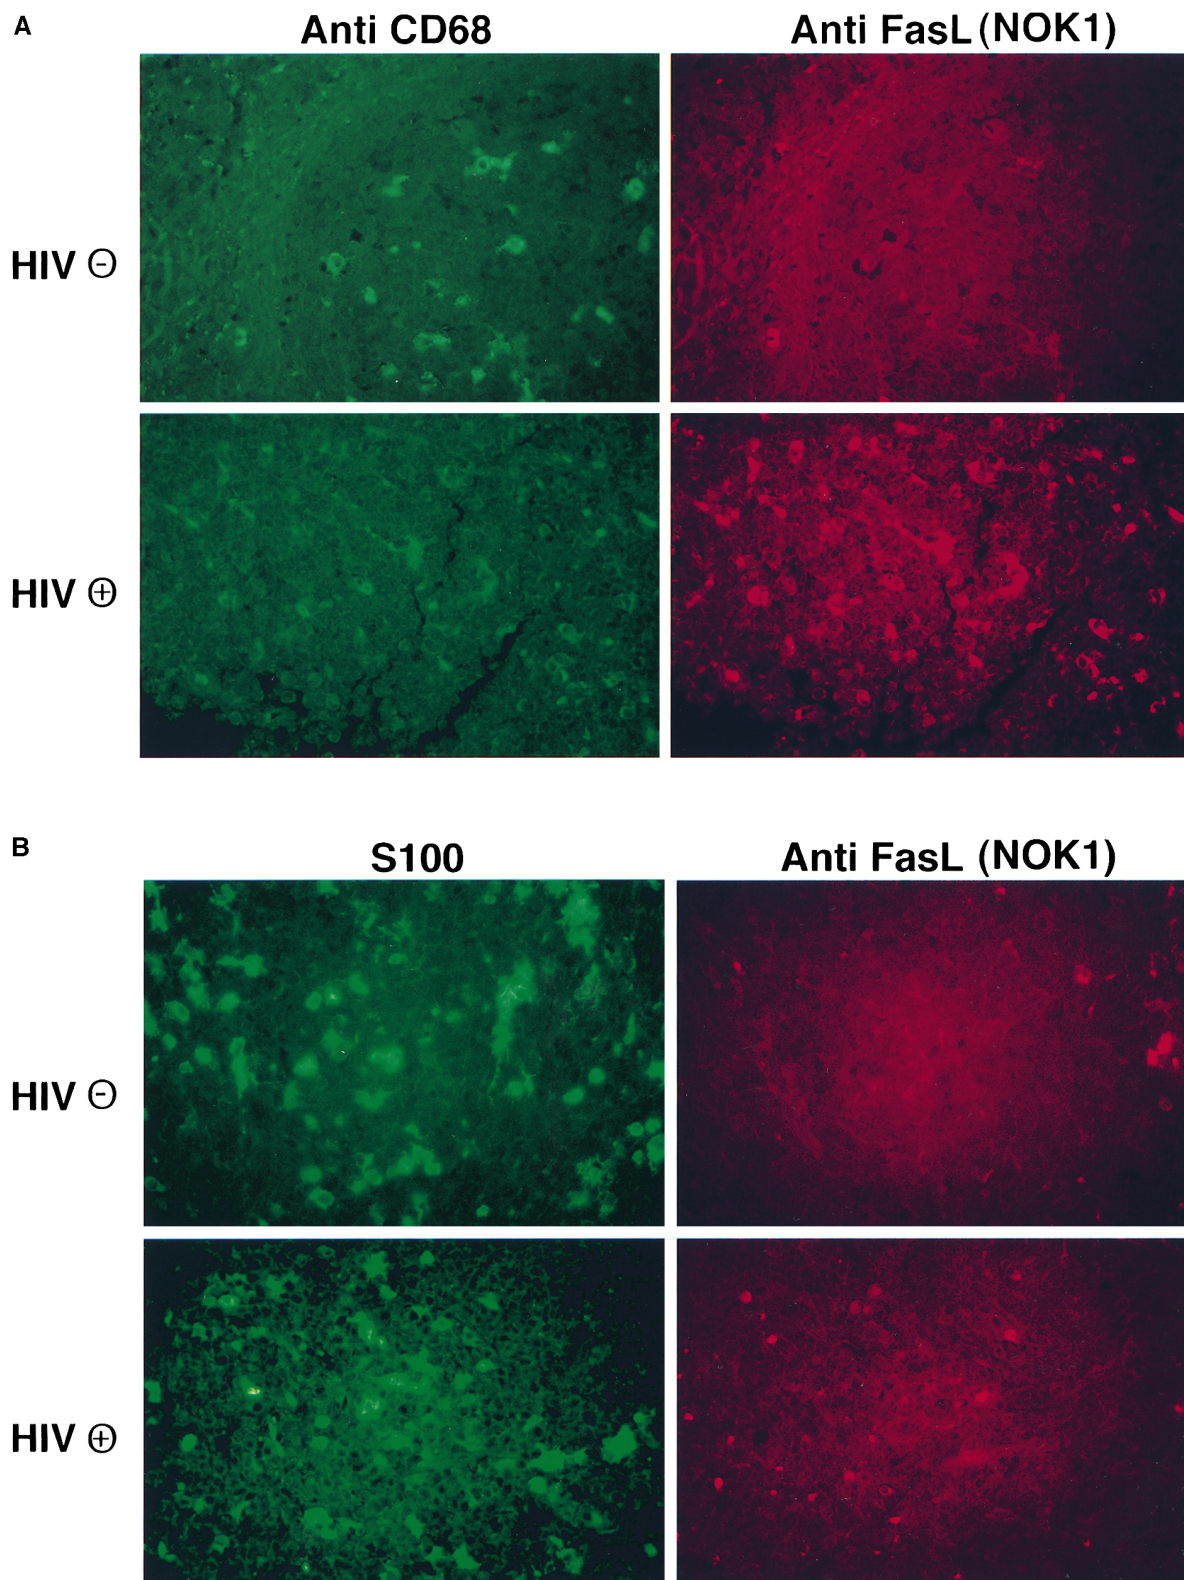 A
Anti CD68
Anti FasL (NOK1)
HIV ⊖
HIV ⊕
B
S100
Anti FasL (NOK1)
HIV ⊖
HIV ⊕